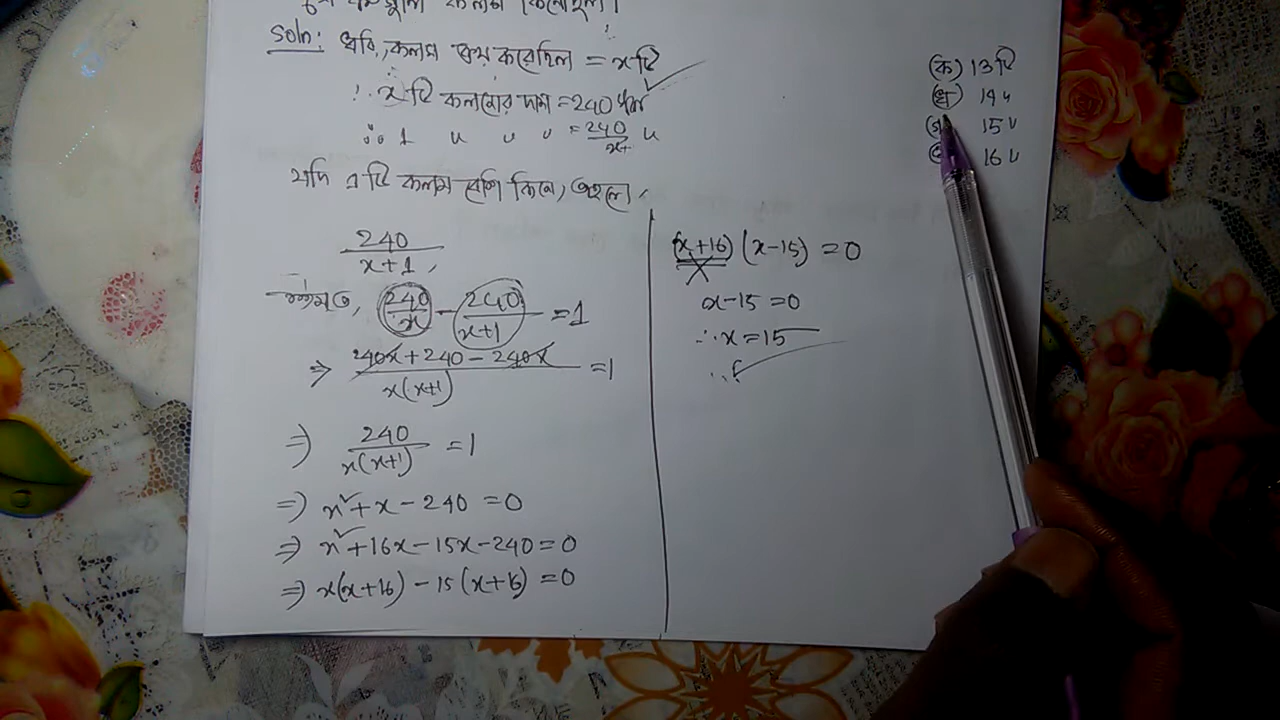 কলম কিনেছিল।
Soln: ধরি, কলম ক্রয় করেছিল = x টি
∴ x টি কলমের দাম = 240 টাকা
∴ 1 " " " = 240/x "
যদি ১ টি কলম বেশি কিনে, তাহলে,
240/(x+1),
শর্তমতে, 240/x - 240/(x+1) = 1
⇒ (240x + 240 - 240x)/(x(x+1)) = 1
⇒ 240/(x(x+1)) = 1
⇒ x² + x - 240 = 0
⇒ x² + 16x - 15x - 240 = 0
⇒ x(x+16) - 15(x+16) = 0
(x+16)(x-15) = 0
x - 15 = 0
∴ x = 15
(ক) 13 টি
(খ) 14 "
(গ) 15 "
16 "